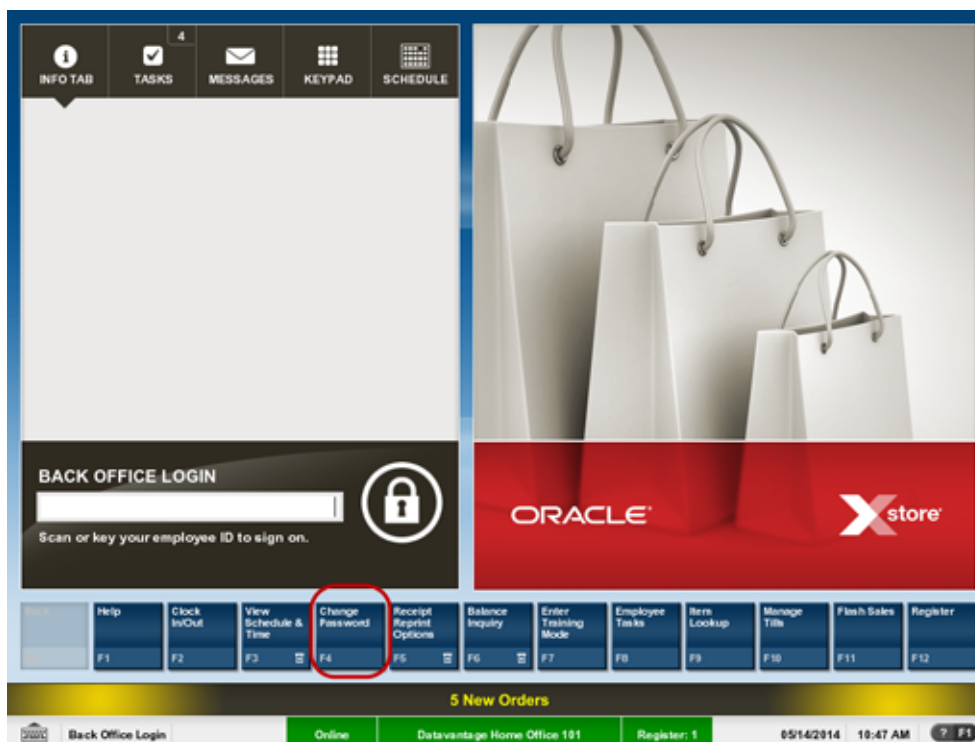 4
INFO TAB TASKS MESSAGES KEYPAD SCHEDULE
BACK OFFICE LOGIN
Scan or key your employee ID to sign on.
ORACLE
Xstore
Back
Help
F1
Clock
In/Out
F2
View
Schedule &
Time
F3
Change
Password
F4
Receipt
Reprint
Options
F5
Balance
Inquiry
F6
Enter
Training
Mode
F7
Employee
Tasks
F8
Item
Lookup
F9
Manage
Tills
F10
Flash Sales
F11
Register
F12
5 New Orders
Back Office Login Online Datavantage Home Office 101 Register: 1 05/14/2014 10:47 AM ? F1